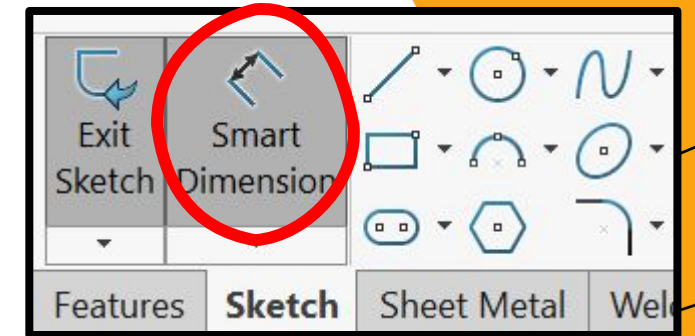 Exit
Sketch
Smart
Dimension
Features
Sketch
Sheet Metal